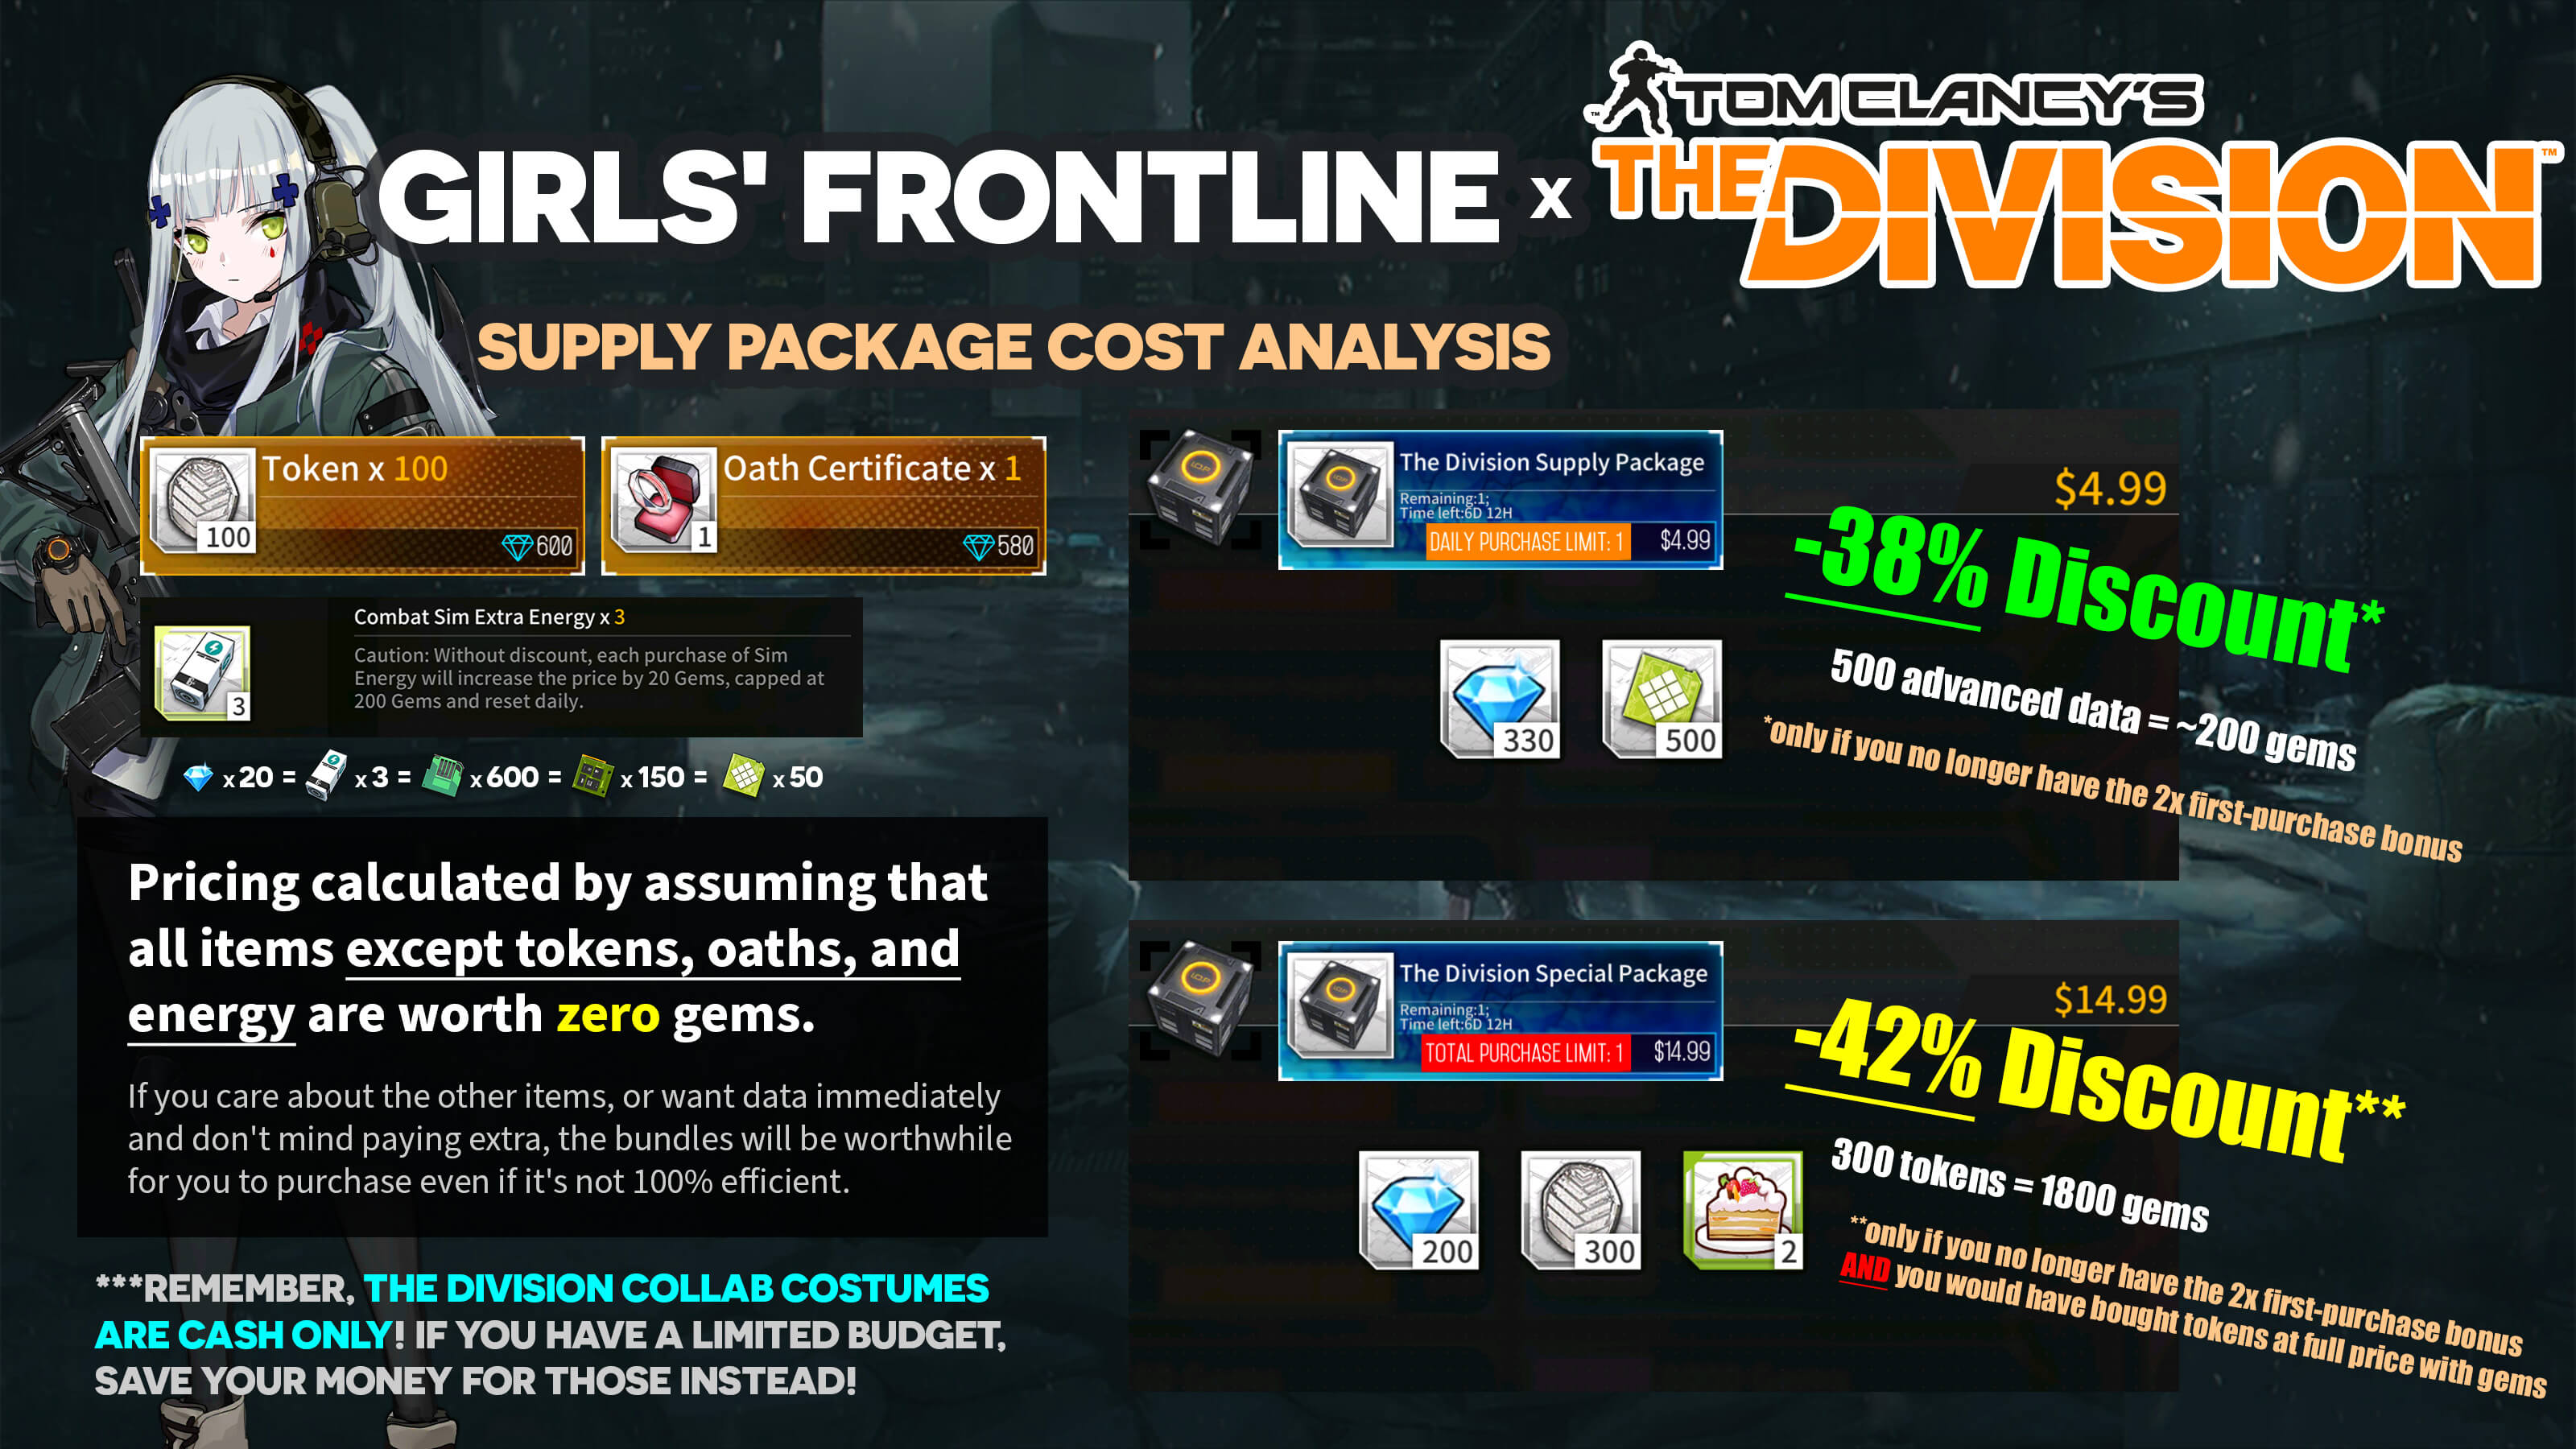 TOM CLANCY'S
GIRLS' FRONTLINE x THE DIVISION™
SUPPLY PACKAGE COST ANALYSIS
Token x 100
100
600
Oath Certificate x 1
1
580
Combat Sim Extra Energy x 3
Caution: Without discount, each purchase of Sim
Energy will increase the price by 20 Gems, capped at
200 Gems and reset daily.
3
x 20 = x 3 = x 600 = x 150 = x 50
Pricing calculated by assuming that
all items except tokens, oaths, and
energy are worth zero gems.
If you care about the other items, or want data immediately
and don't mind paying extra, the bundles will be worthwhile
for you to purchase even if it's not 100% efficient.
***REMEMBER, THE DIVISION COLLAB COSTUMES
ARE CASH ONLY! IF YOU HAVE A LIMITED BUDGET,
SAVE YOUR MONEY FOR THOSE INSTEAD!
The Division Supply Package
Remaining:1;
Time left:6D 12H
DAILY PURCHASE LIMIT: 1 $4.99
$4.99
-38% Discount*
500 advanced data = ~200 gems
*only if you no longer have the 2x first-purchase bonus
330
500
The Division Special Package
Remaining:1;
Time left:6D 12H
TOTAL PURCHASE LIMIT: 1 $14.99
$14.99
-42% Discount**
300 tokens = 1800 gems
**only if you no longer have the 2x first-purchase bonus
AND you would have bought tokens at full price with gems
200
300
2